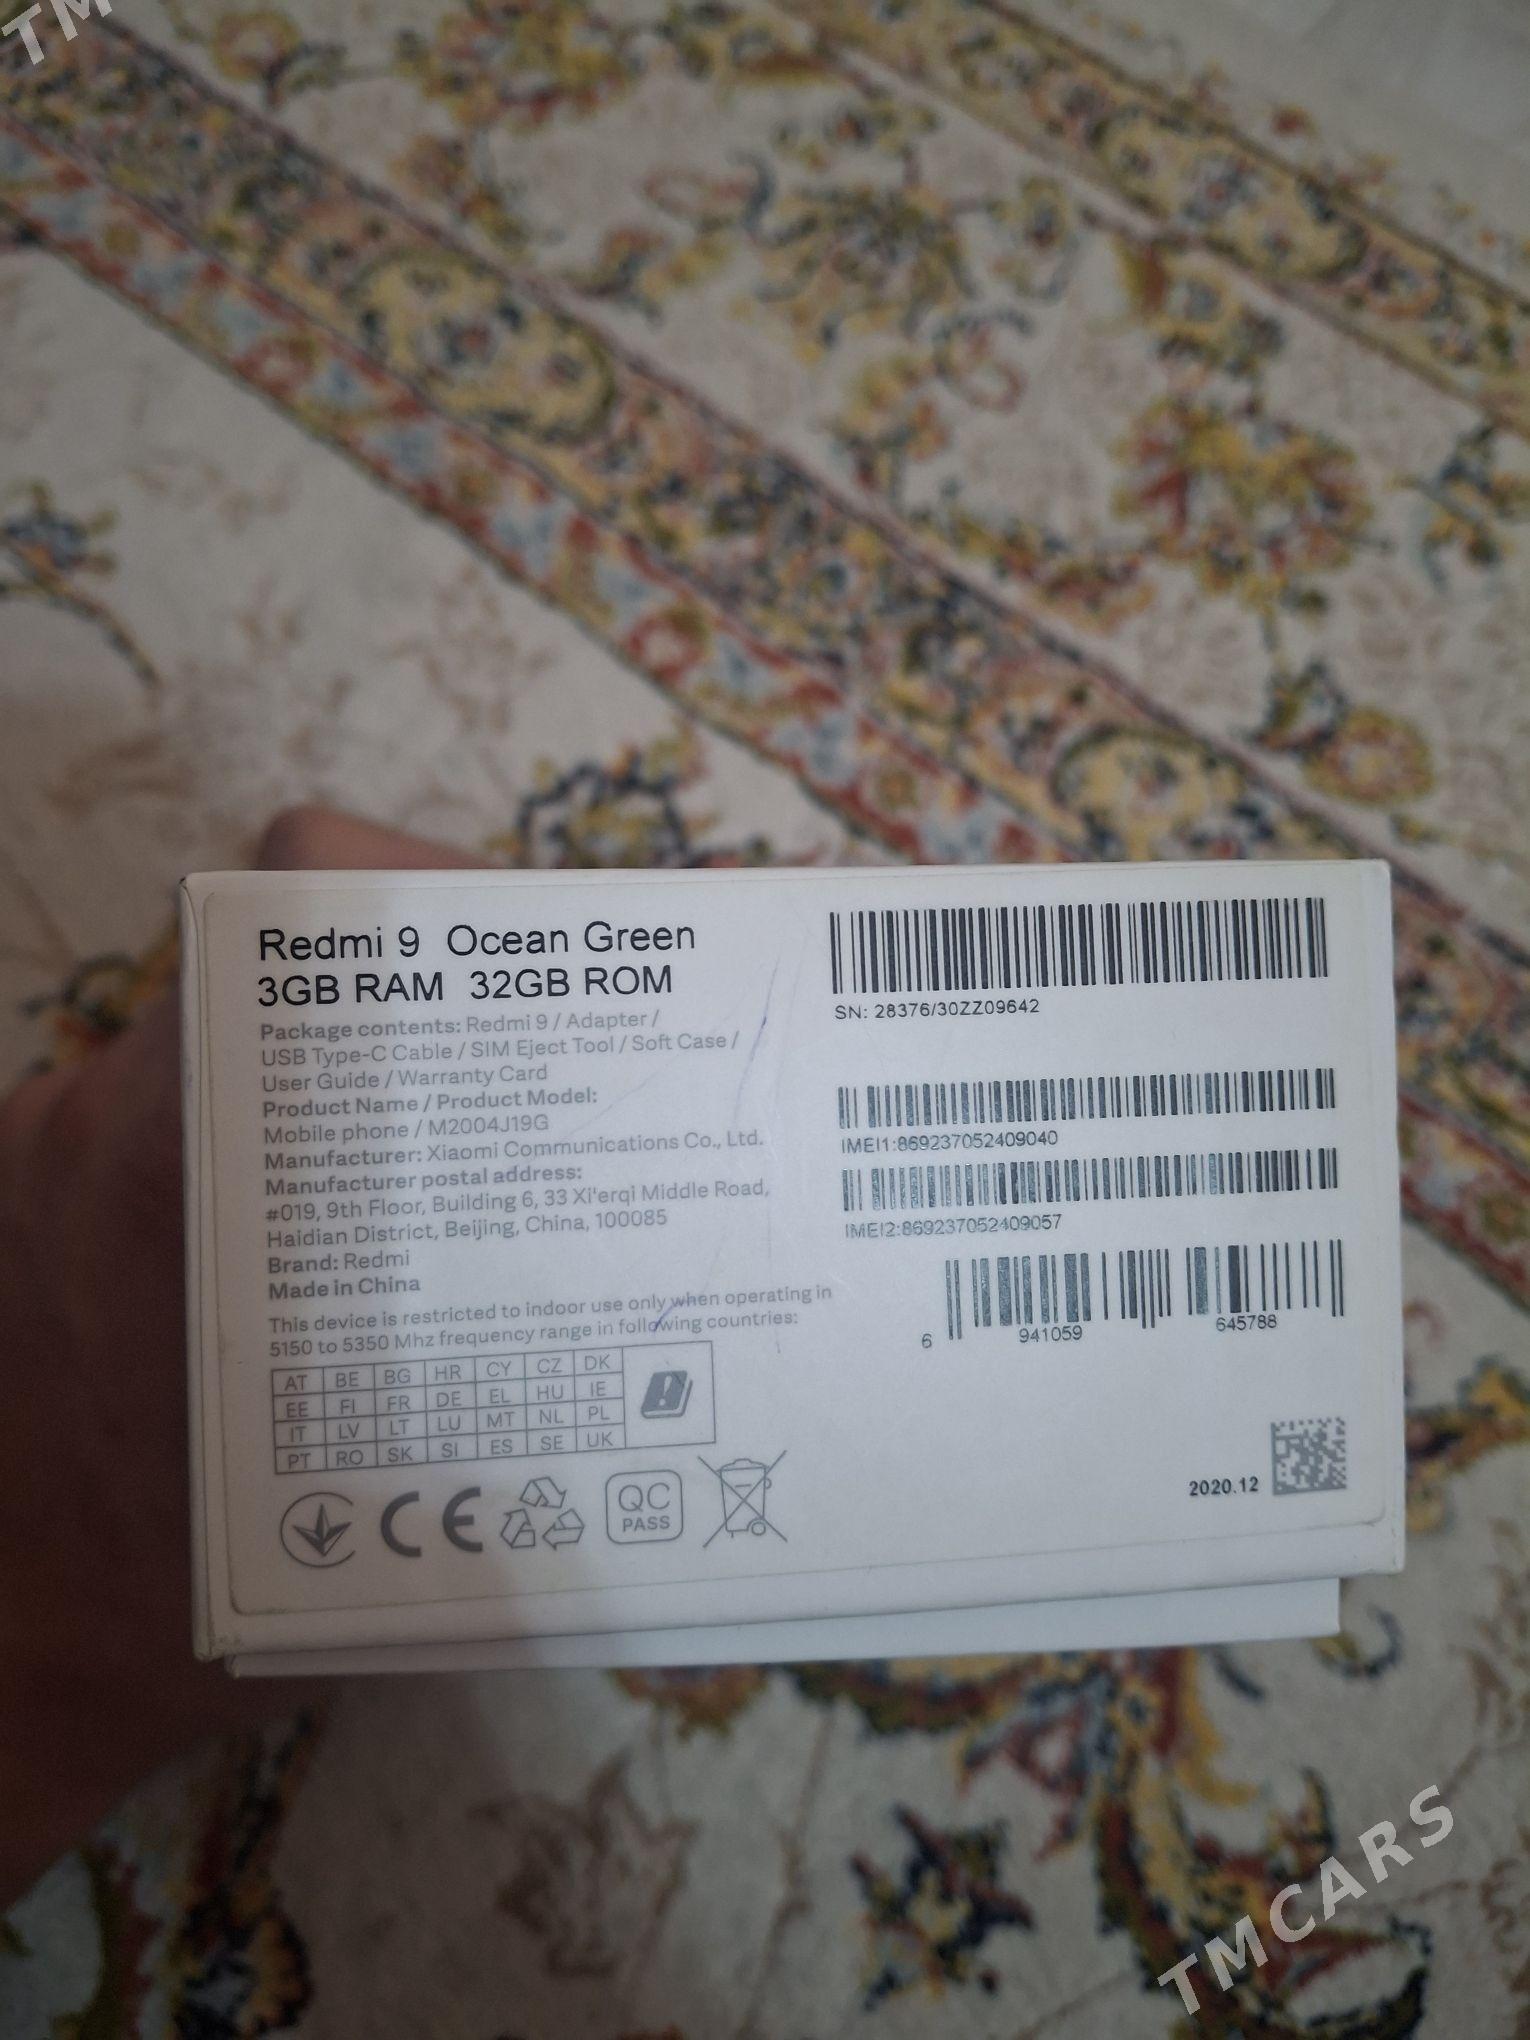 TM
Redmi 9 Ocean Green
3GB RAM 32GB ROM
Package contents: Redmi 9 / Adapter /
USB Type-C Cable / SIM Eject Tool / Soft Case /
User Guide / Warranty Card
Product Name / Product Model:
Mobile phone / M2004J19G
Manufacturer: Xiaomi Communications Co., Ltd.
Manufacturer postal address:
#019, 9th Floor, Building 6, 33 Xi'erqi Middle Road,
Haidian District, Beijing, China, 100085
Brand: Redmi
Made in China
This device is restricted to indoor use only when operating in
5150 to 5350 Mhz frequency range in following countries:
AT BE BG HR CY CZ DK
EE FI FR DE EL HU IE
IT LV LT LU MT NL PL
PT RO SK SI ES SE UK
CE
QC
PASS
SN: 28376/30ZZ09642
IMEI1:869237052409040
IMEI2:869237052409057
6 941059 645788
2020.12
TMCARS